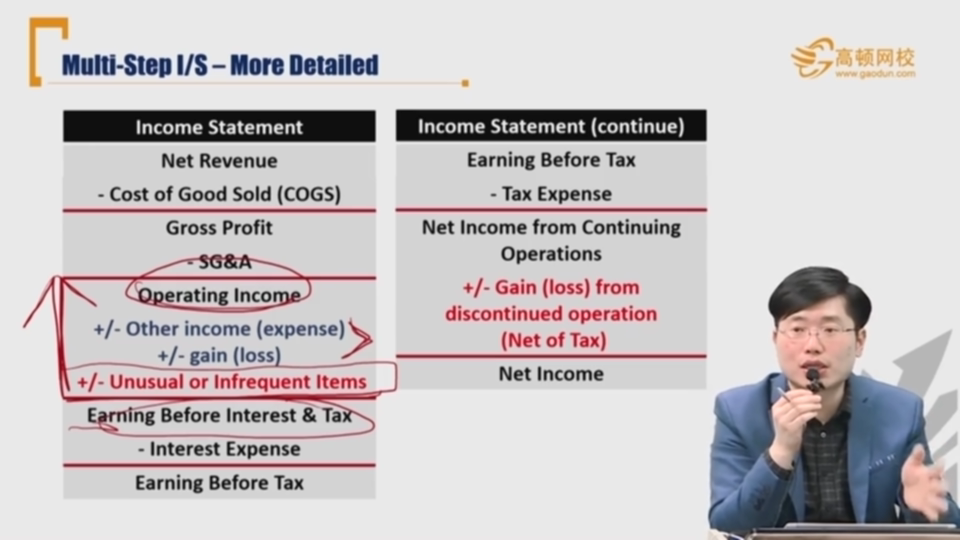 Multi-Step I/S – More Detailed
高顿网校
www.gaodun.com
Income Statement
Net Revenue
- Cost of Good Sold (COGS)
Gross Profit
- SG&A
Operating Income
+/- Other income (expense)
+/- gain (loss)
+/- Unusual or Infrequent Items
Earning Before Interest & Tax
- Interest Expense
Earning Before Tax
Income Statement (continue)
Earning Before Tax
- Tax Expense
Net Income from Continuing
Operations
+/- Gain (loss) from
discontinued operation
(Net of Tax)
Net Income